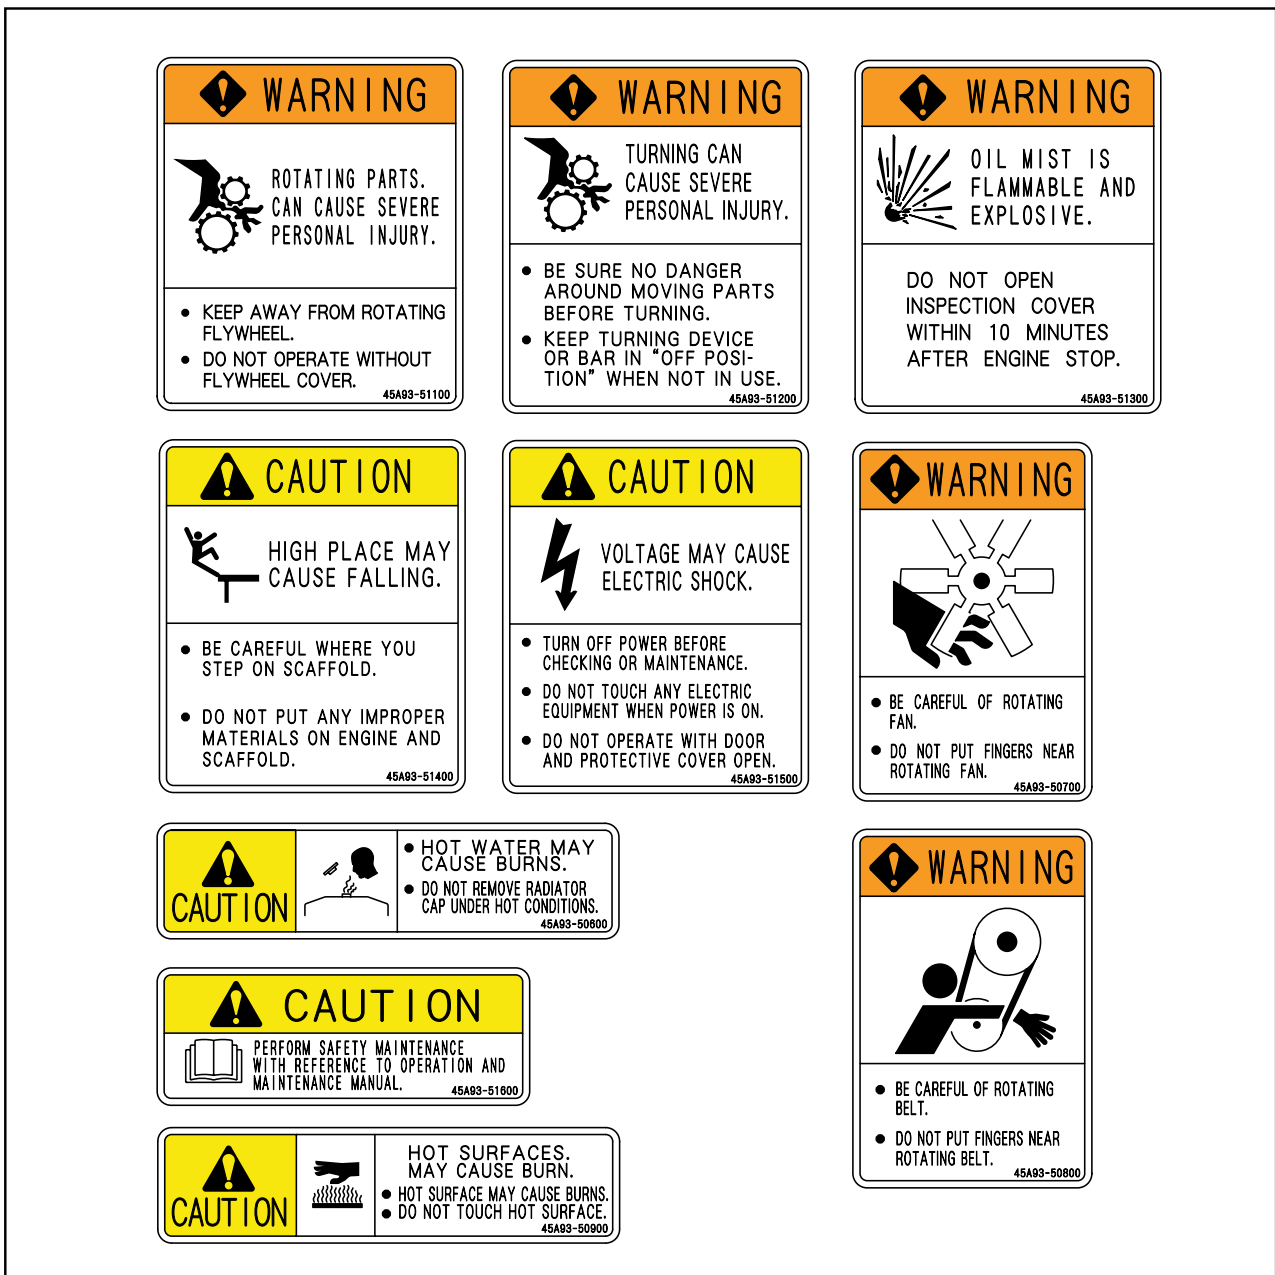 WARNING
ROTATING PARTS.
CAN CAUSE SEVERE
PERSONAL INJURY.
• KEEP AWAY FROM ROTATING
FLYWHEEL.
• DO NOT OPERATE WITHOUT
FLYWHEEL COVER.
45A93-51100
WARNING
TURNING CAN
CAUSE SEVERE
PERSONAL INJURY.
• BE SURE NO DANGER
AROUND MOVING PARTS
BEFORE TURNING.
• KEEP TURNING DEVICE
OR BAR IN “OFF POSI-
TION” WHEN NOT IN USE.
45A93-51200
WARNING
OIL MIST IS
FLAMMABLE AND
EXPLOSIVE.
DO NOT OPEN
INSPECTION COVER
WITHIN 10 MINUTES
AFTER ENGINE STOP.
45A93-51300
CAUTION
HIGH PLACE MAY
CAUSE FALLING.
• BE CAREFUL WHERE YOU
STEP ON SCAFFOLD.
• DO NOT PUT ANY IMPROPER
MATERIALS ON ENGINE AND
SCAFFOLD.
45A93-51400
CAUTION
VOLTAGE MAY CAUSE
ELECTRIC SHOCK.
• TURN OFF POWER BEFORE
CHECKING OR MAINTENANCE.
• DO NOT TOUCH ANY ELECTRIC
EQUIPMENT WHEN POWER IS ON.
• DO NOT OPERATE WITH DOOR
AND PROTECTIVE COVER OPEN.
45A93-51500
WARNING
• BE CAREFUL OF ROTATING
FAN.
• DO NOT PUT FINGERS NEAR
ROTATING FAN.
45A93-50700
CAUTION
• HOT WATER MAY
CAUSE BURNS.
• DO NOT REMOVE RADIATOR
CAP UNDER HOT CONDITIONS.
45A93-50600
WARNING
• BE CAREFUL OF ROTATING
BELT.
• DO NOT PUT FINGERS NEAR
ROTATING BELT.
45A93-50800
CAUTION
PERFORM SAFETY MAINTENANCE
WITH REFERENCE TO OPERATION AND
MAINTENANCE MANUAL.
45A93-51600
CAUTION
HOT SURFACES.
MAY CAUSE BURN.
• HOT SURFACE MAY CAUSE BURNS.
• DO NOT TOUCH HOT SURFACE.
45A93-50900